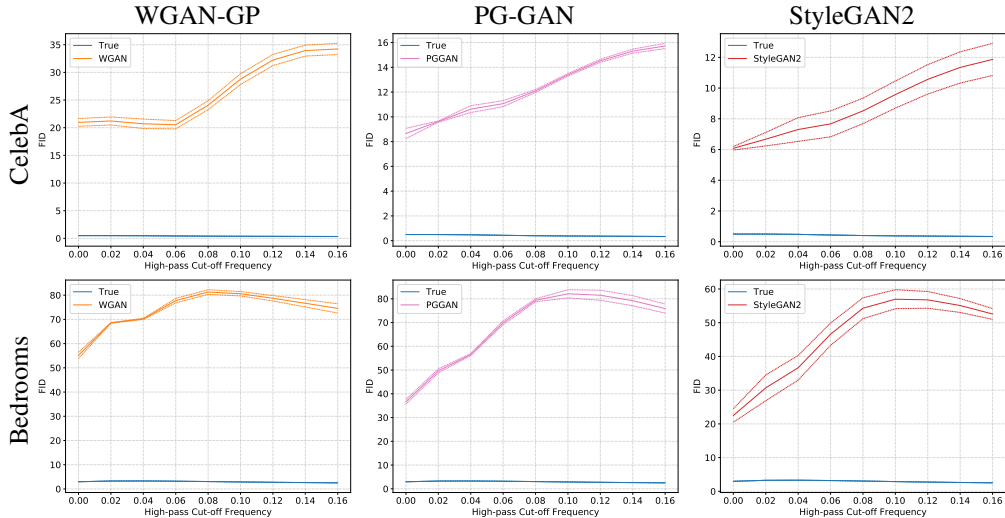 WGAN-GP PG-GAN StyleGAN2
CelebA
FID
35
30
25
20
15
10
5
0
True
WGAN
0.00 0.02 0.04 0.06 0.08 0.10 0.12 0.14 0.16
High-pass Cut-off Frequency
FID
16
14
12
10
8
6
4
2
0
True
PGGAN
0.00 0.02 0.04 0.06 0.08 0.10 0.12 0.14 0.16
High-pass Cut-off Frequency
FID
12
10
8
6
4
2
0
True
StyleGAN2
0.00 0.02 0.04 0.06 0.08 0.10 0.12 0.14 0.16
High-pass Cut-off Frequency
Bedrooms
FID
80
70
60
50
40
30
20
10
0
True
WGAN
0.00 0.02 0.04 0.06 0.08 0.10 0.12 0.14 0.16
High-pass Cut-off Frequency
FID
80
70
60
50
40
30
20
10
0
True
PGGAN
0.00 0.02 0.04 0.06 0.08 0.10 0.12 0.14 0.16
High-pass Cut-off Frequency
FID
60
50
40
30
20
10
0
True
StyleGAN2
0.00 0.02 0.04 0.06 0.08 0.10 0.12 0.14 0.16
High-pass Cut-off Frequency